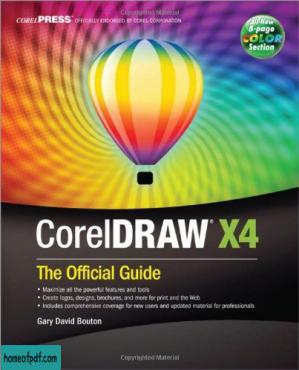 COREL PRESS™ OFFICIALLY ENDORSED BY COREL CORPORATION
All-New
8-page
COLOR
Section
CorelDRAW® X4
The Official Guide
• Maximize all the powerful features and tools
• Create logos, designs, brochures, and more for print and the Web
• Includes comprehensive coverage for new users and updated material for professionals
Gary David Bouton
homeofpdf.com